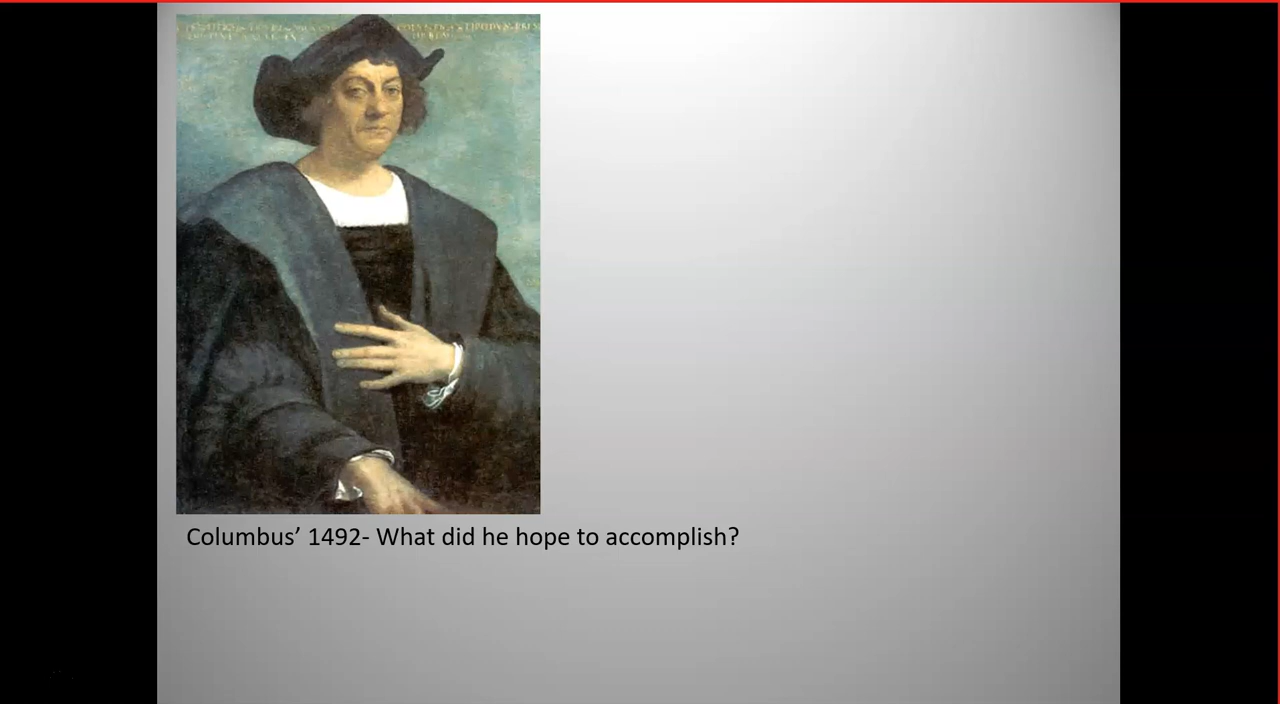 Columbus’ 1492- What did he hope to accomplish?